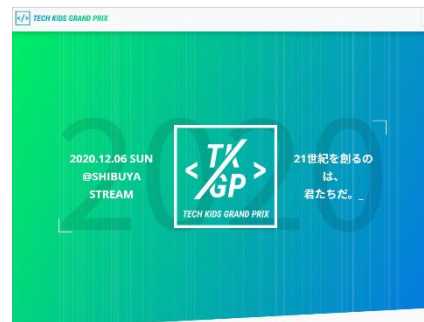 </> TECH KIDS GRAND PRIX
2020
2020.12.06 SUN
@SHIBUYA
STREAM
< TK
GP >
TECH KIDS GRAND PRIX
21世紀を創るの
は、
君たちだ。_